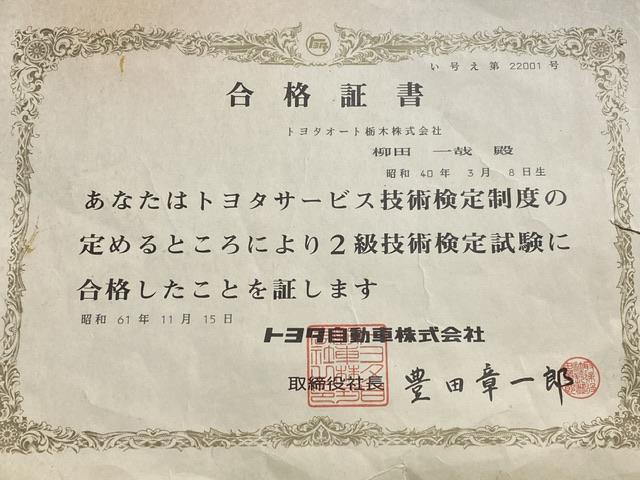 トヨタ
い号え第 22001 号
合格証書
トヨタオート栃木株式会社
柳田 一哉 殿
昭和 40 年 3 月 8 日生
あなたはトヨタサービス技術検定制度の
定めるところにより2級技術検定試験に
合格したことを証します
昭和 61 年 11 月 15 日
トヨタ自動車株式会社
取締役社長 豊田章一郎